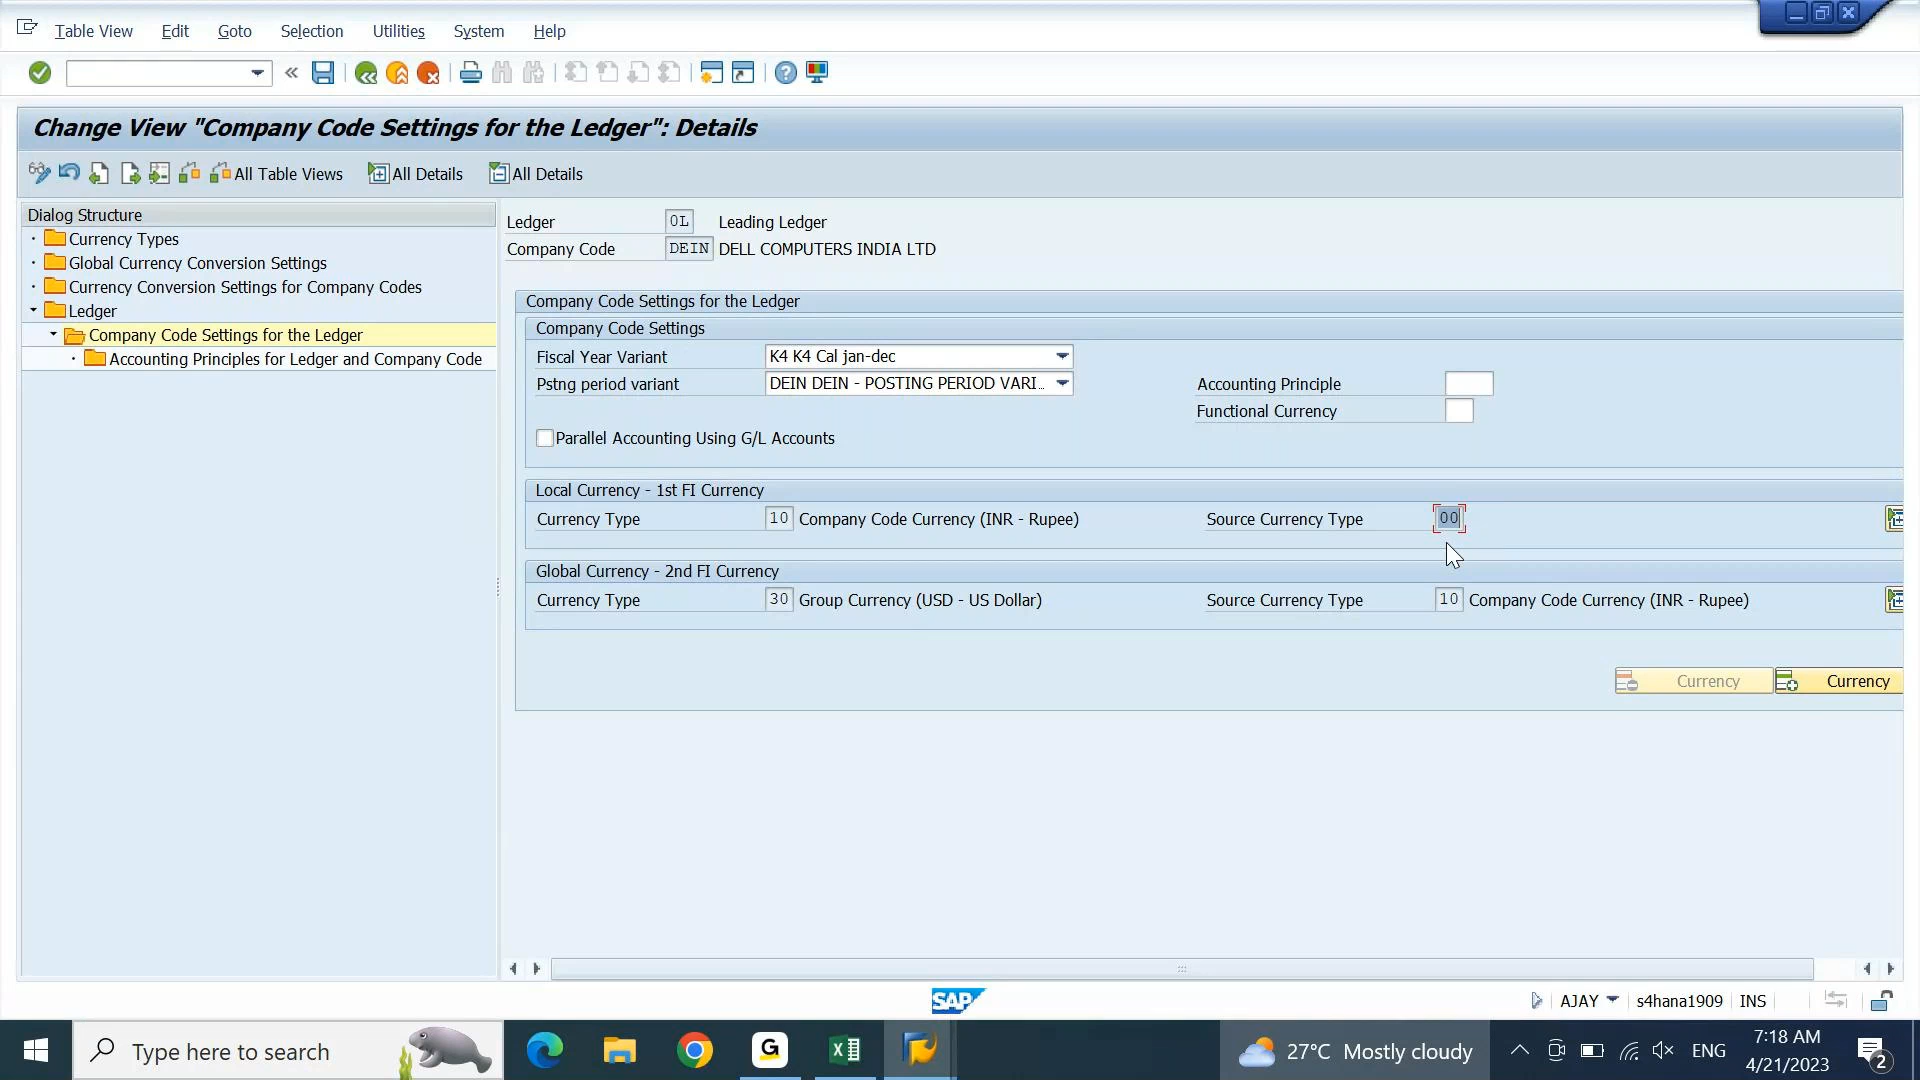 Table View Edit Goto Selection Utilities System Help
Change View "Company Code Settings for the Ledger": Details
All Table Views All Details All Details
Dialog Structure
Currency Types
Global Currency Conversion Settings
Currency Conversion Settings for Company Codes
Ledger
Company Code Settings for the Ledger
Accounting Principles for Ledger and Company Code
Ledger 0L Leading Ledger
Company Code DEIN DELL COMPUTERS INDIA LTD
Company Code Settings for the Ledger
Company Code Settings
Fiscal Year Variant K4 K4 Cal jan-dec
Pstng period variant DEIN DEIN - POSTING PERIOD VARI… Accounting Principle
Functional Currency
Parallel Accounting Using G/L Accounts
Local Currency - 1st FI Currency
Currency Type 10 Company Code Currency (INR - Rupee) Source Currency Type 00
Global Currency - 2nd FI Currency
Currency Type 30 Group Currency (USD - US Dollar) Source Currency Type 10 Company Code Currency (INR - Rupee)
Currency Currency
SAP AJAY s4hana1909 INS
Type here to search G 27°C Mostly cloudy ENG 7:18 AM
4/21/2023 2